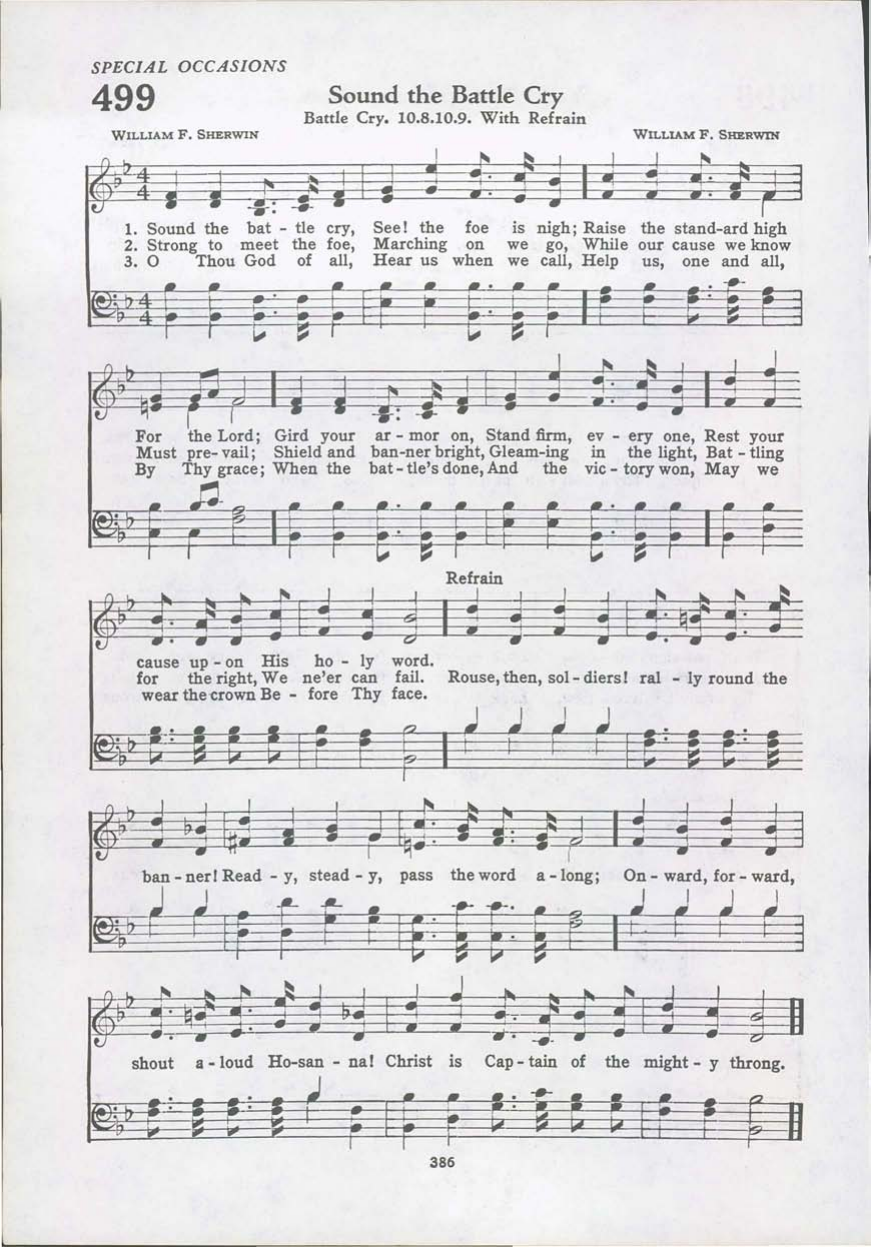 SPECIAL OCCASIONS
499
Sound the Battle Cry
Battle Cry. 10.8.10.9. With Refrain
WILLIAM F. SHERWIN
WILLIAM F. SHERWIN
1. Sound the bat - tle cry, See! the foe is nigh; Raise the stand-ard high
2. Strong to meet the foe, Marching on we go, While our cause we know
3. O Thou God of all, Hear us when we call, Help us, one and all,
For the Lord; Gird your ar - mor on, Stand firm, ev - ery one, Rest your
Must pre - vail; Shield and ban-ner bright, Gleam-ing in the light, Bat - tling
By Thy grace; When the bat-tle's done, And the vic - tory won, May we
Refrain
cause up - on His ho - ly word.
for the right, We ne'er can fail. Rouse, then, sol - diers! ral - ly round the
wear the crown Be - fore Thy face.
ban - ner! Read - y, stead - y, pass the word a - long; On - ward, for - ward,
shout a - loud Ho-san - na! Christ is Cap - tain of the might - y throng.
386